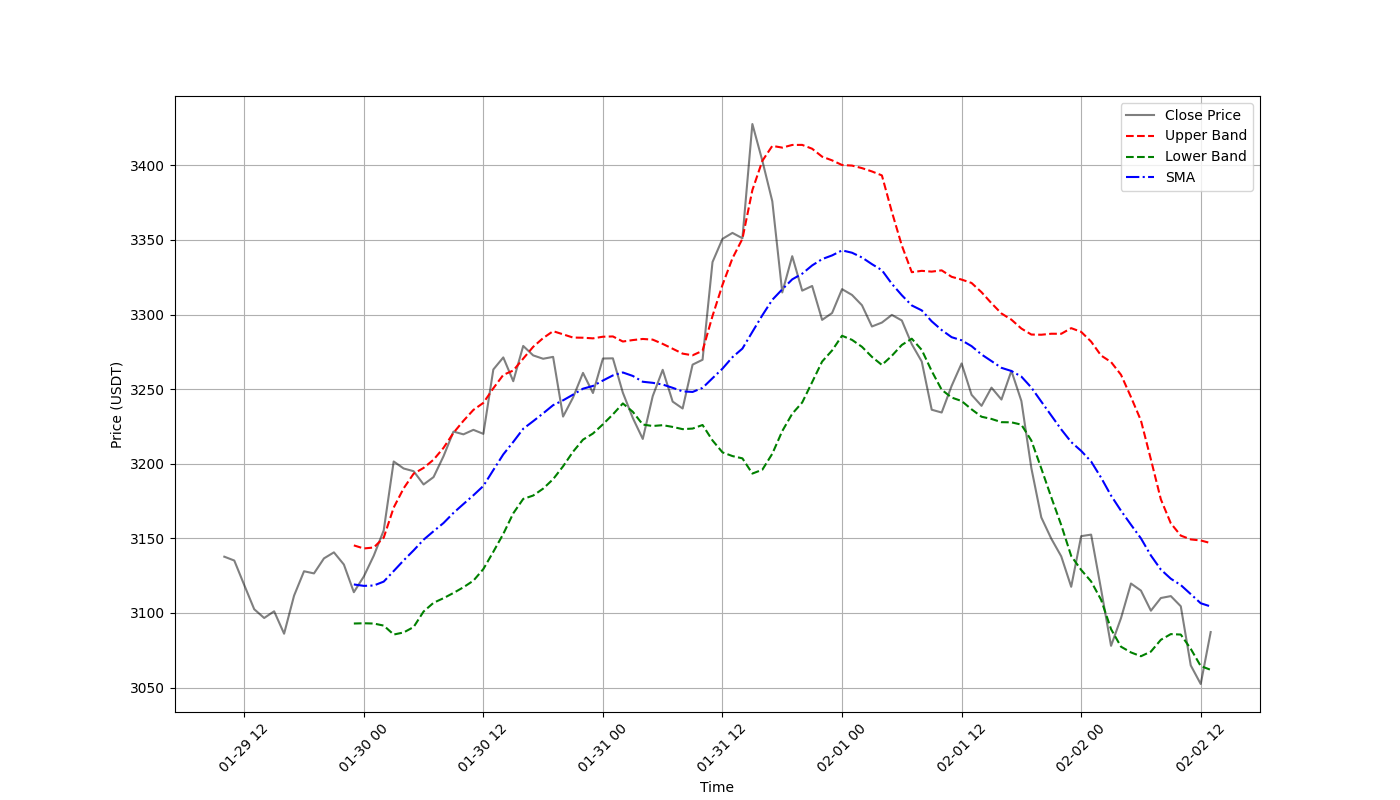 Close Price
Upper Band
Lower Band
SMA
Price (USDT)
3400
3350
3300
3250
3200
3150
3100
3050
01-29 12
01-30 00
01-30 12
01-31 00
01-31 12
02-01 00
02-01 12
02-02 00
02-02 12
Time